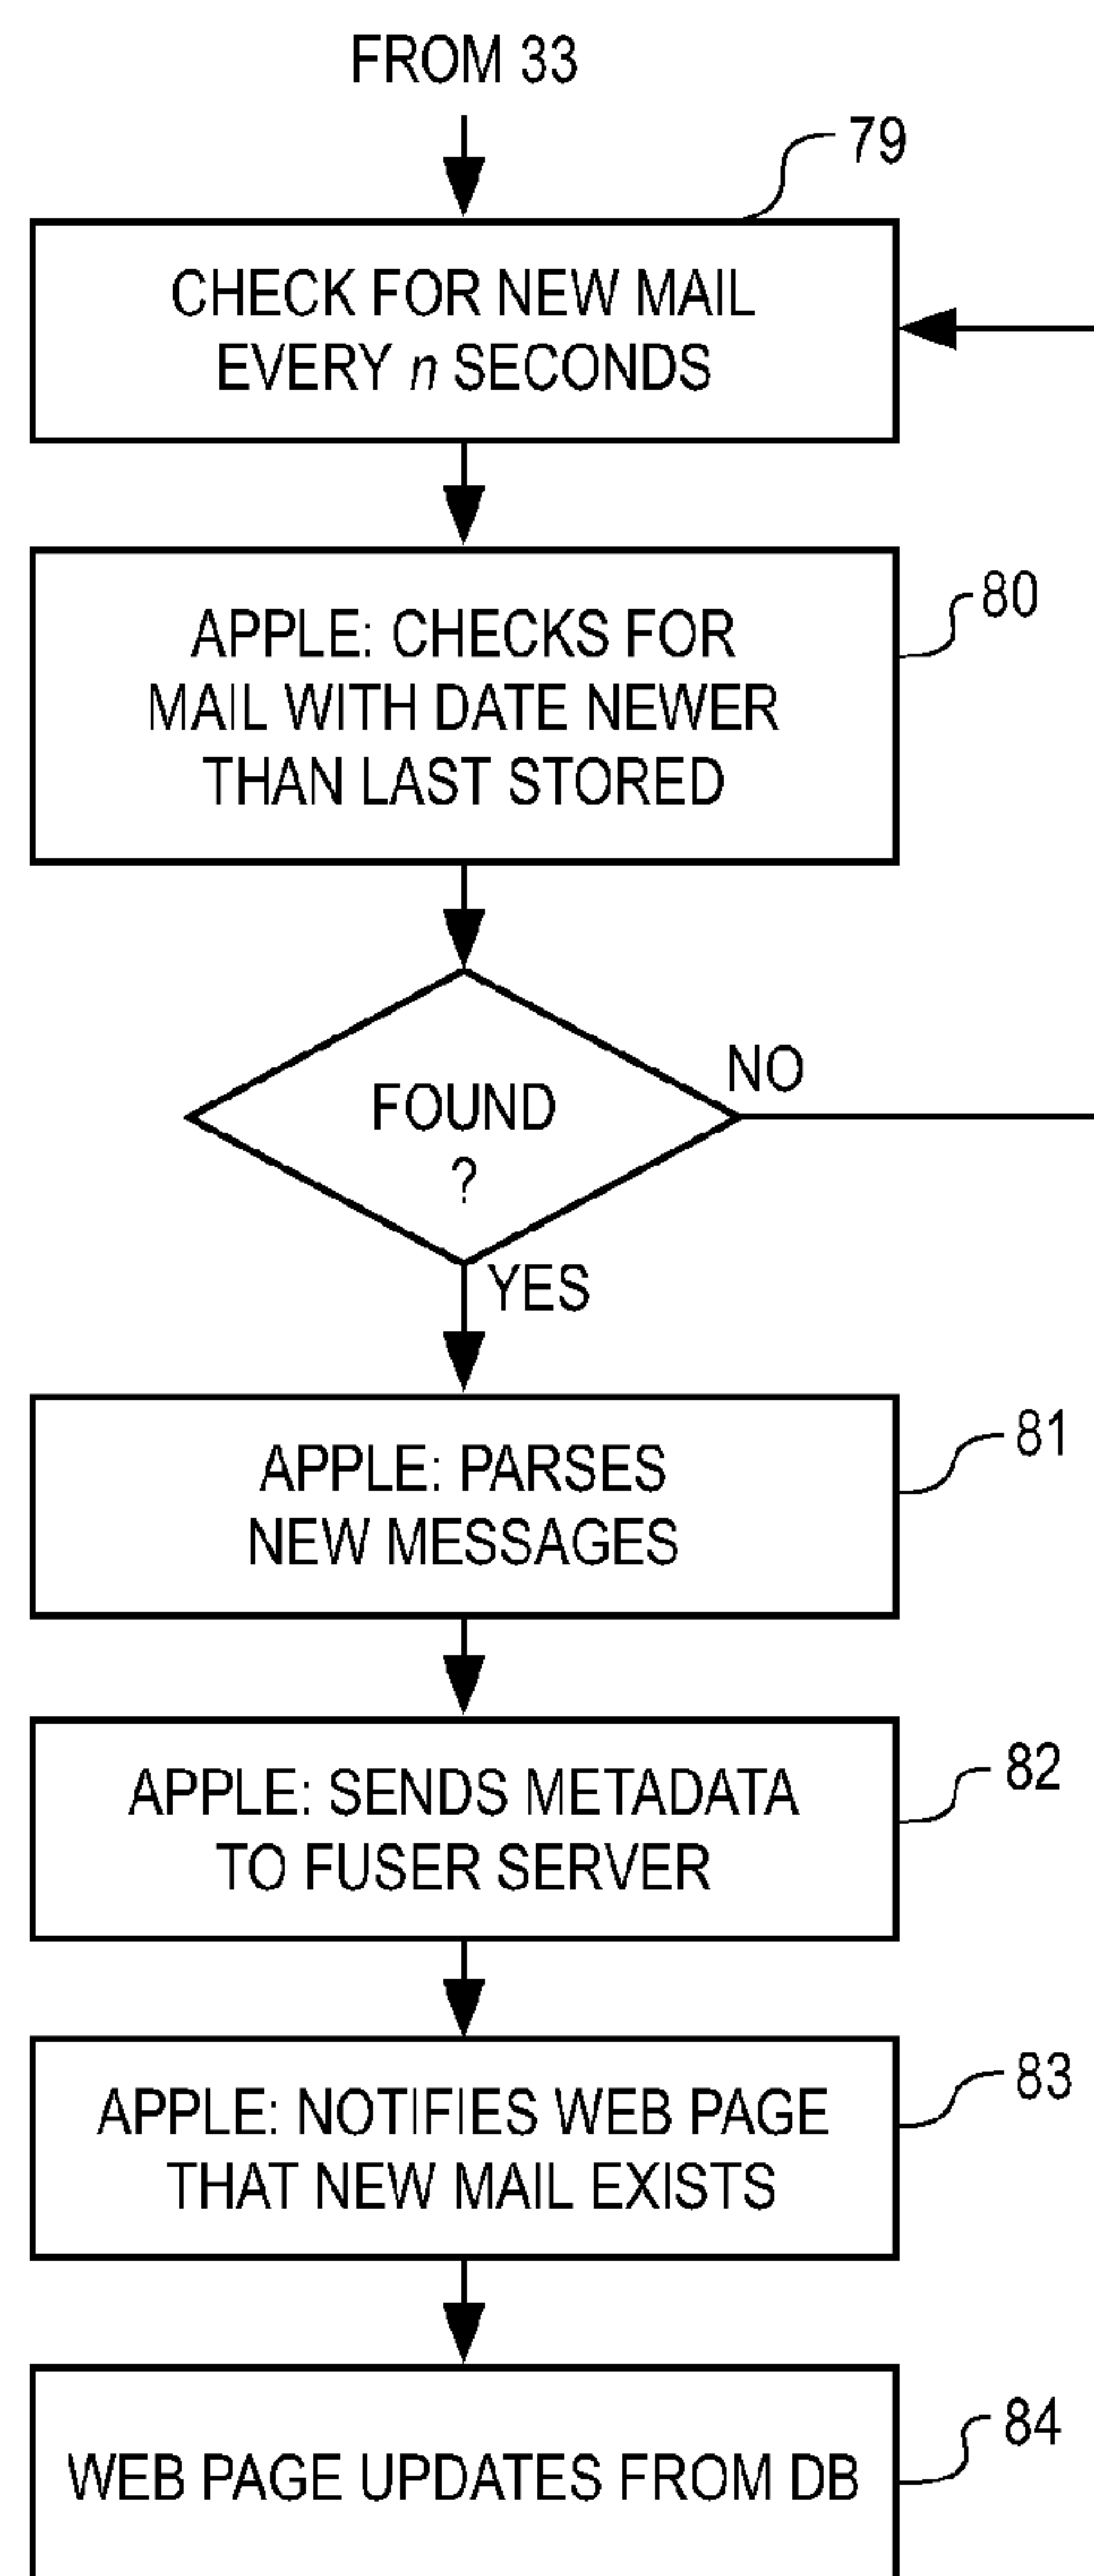 FROM 33
79
CHECK FOR NEW MAIL
EVERY n SECONDS
80
APPLE: CHECKS FOR
MAIL WITH DATE NEWER
THAN LAST STORED
FOUND
?
NO
YES
81
APPLE: PARSES
NEW MESSAGES
82
APPLE: SENDS METADATA
TO FUSER SERVER
83
APPLE: NOTIFIES WEB PAGE
THAT NEW MAIL EXISTS
84
WEB PAGE UPDATES FROM DB